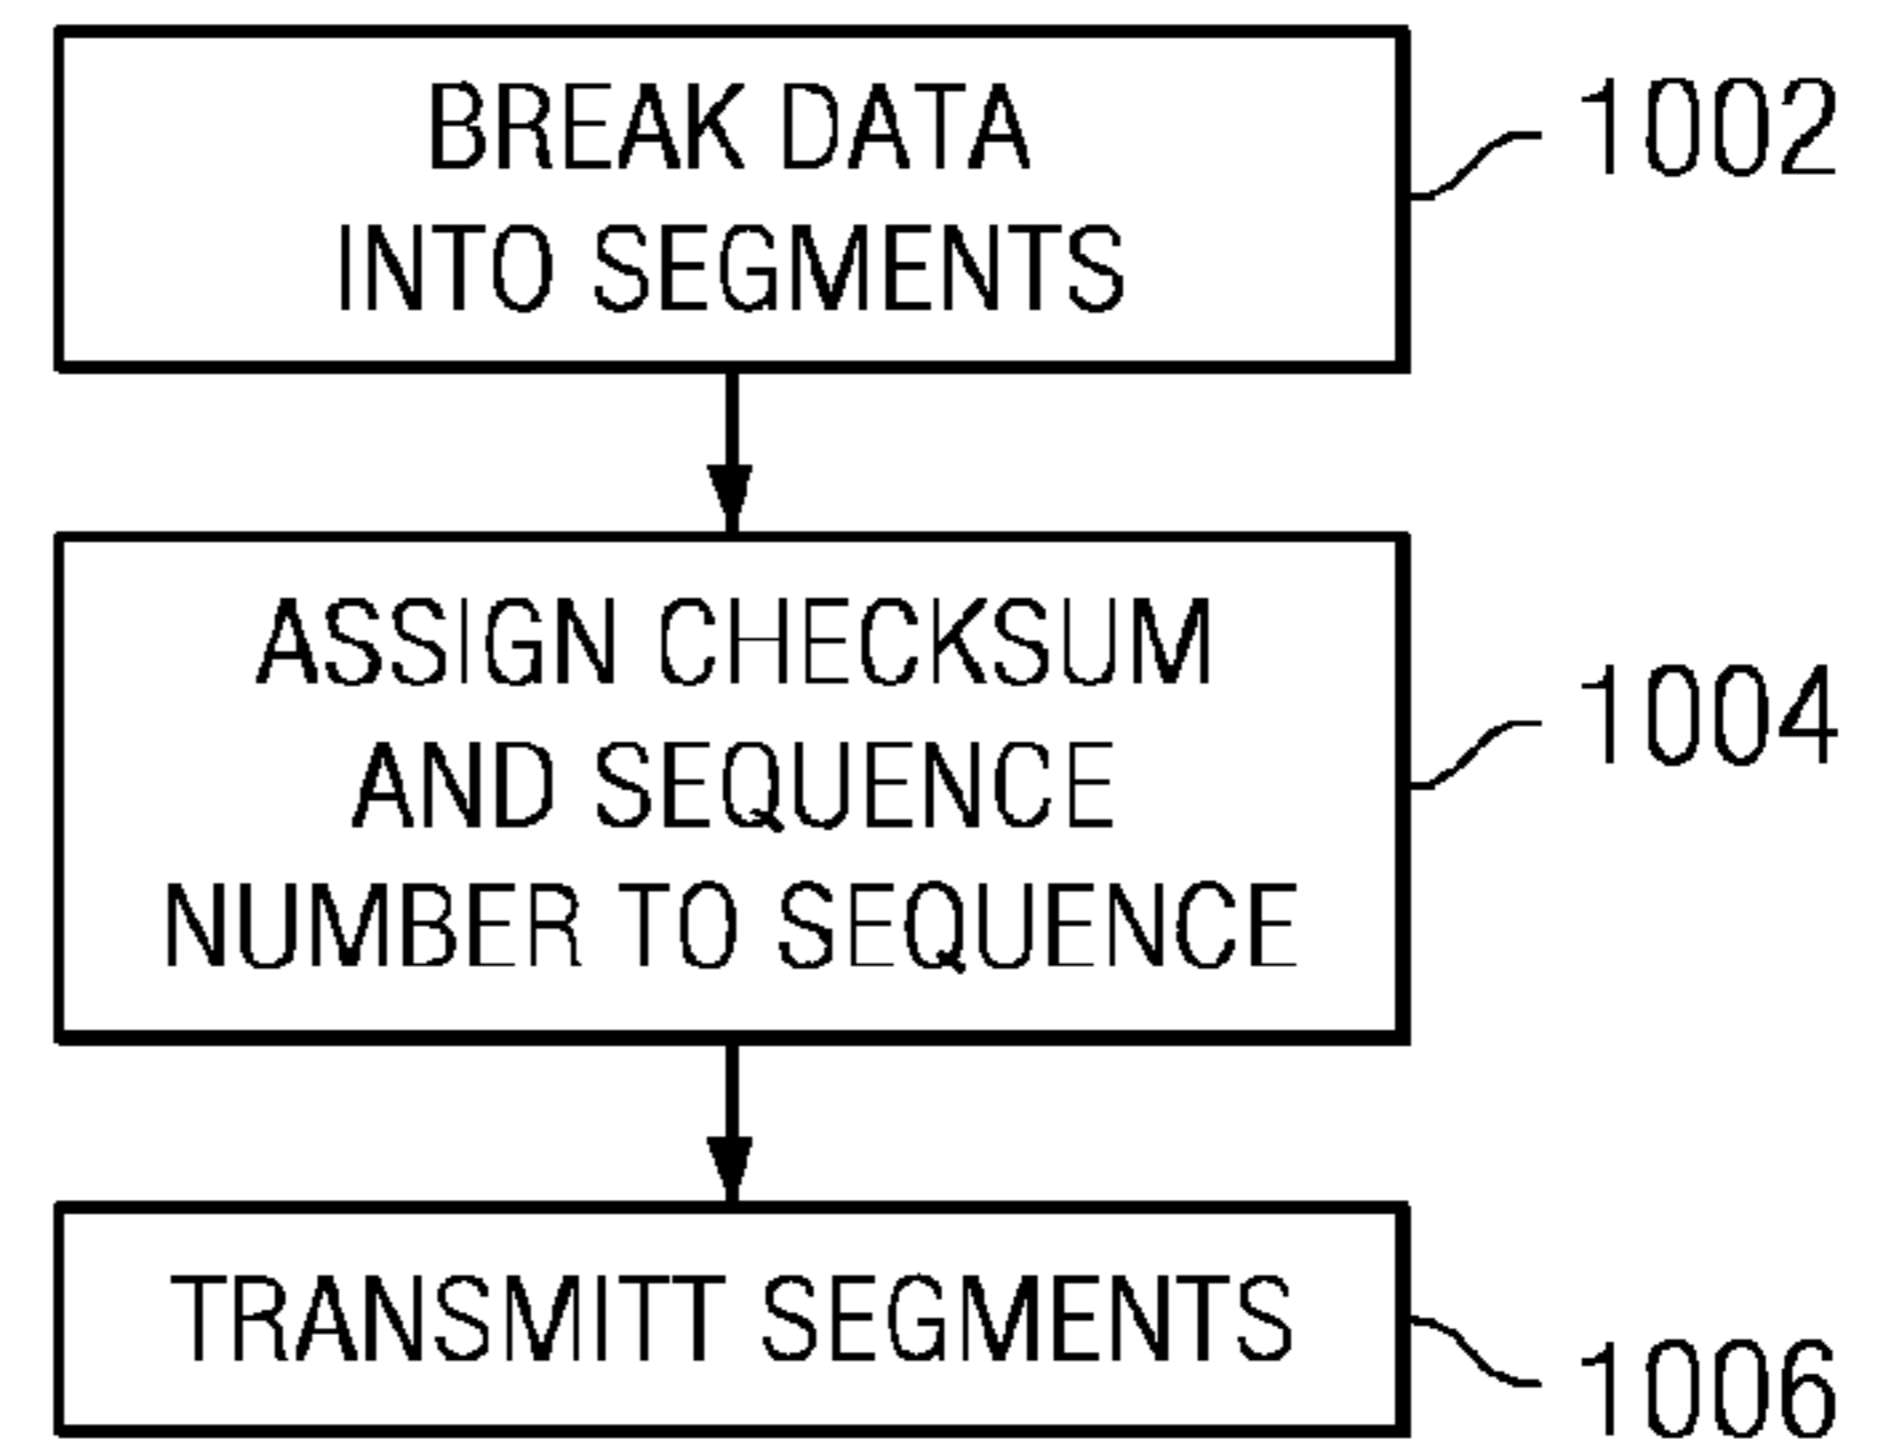 BREAK DATA
INTO SEGMENTS
1002
ASSIGN CHECKSUM
AND SEQUENCE
NUMBER TO SEQUENCE
1004
TRANSMITT SEGMENTS
1006